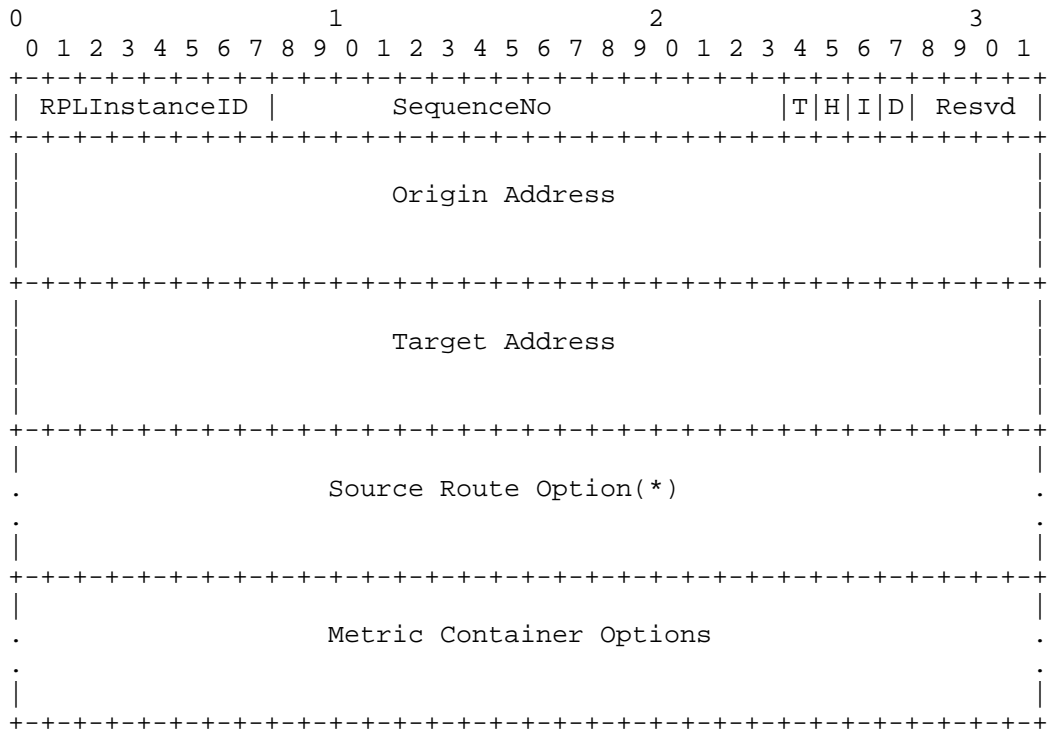 0                   1                   2                   3
 0 1 2 3 4 5 6 7 8 9 0 1 2 3 4 5 6 7 8 9 0 1 2 3 4 5 6 7 8 9 0 1
+-+-+-+-+-+-+-+-+-+-+-+-+-+-+-+-+-+-+-+-+-+-+-+-+-+-+-+-+-+-+-+-+
| RPLInstanceID |       SequenceNo              |T|H|I|D| Resvd |
+-+-+-+-+-+-+-+-+-+-+-+-+-+-+-+-+-+-+-+-+-+-+-+-+-+-+-+-+-+-+-+-+
|                                                               |
|                       Origin Address                          |
|                                                               |
|                                                               |
+-+-+-+-+-+-+-+-+-+-+-+-+-+-+-+-+-+-+-+-+-+-+-+-+-+-+-+-+-+-+-+-+
|                                                               |
|                       Target Address                          |
|                                                               |
|                                                               |
+-+-+-+-+-+-+-+-+-+-+-+-+-+-+-+-+-+-+-+-+-+-+-+-+-+-+-+-+-+-+-+-+
|                                                               |
.                   Source Route Option(*)                      .
.                                                               .
|                                                               |
+-+-+-+-+-+-+-+-+-+-+-+-+-+-+-+-+-+-+-+-+-+-+-+-+-+-+-+-+-+-+-+-+
|                                                               |
.                   Metric Container Options                    .
.                                                               .
|                                                               |
+-+-+-+-+-+-+-+-+-+-+-+-+-+-+-+-+-+-+-+-+-+-+-+-+-+-+-+-+-+-+-+-+